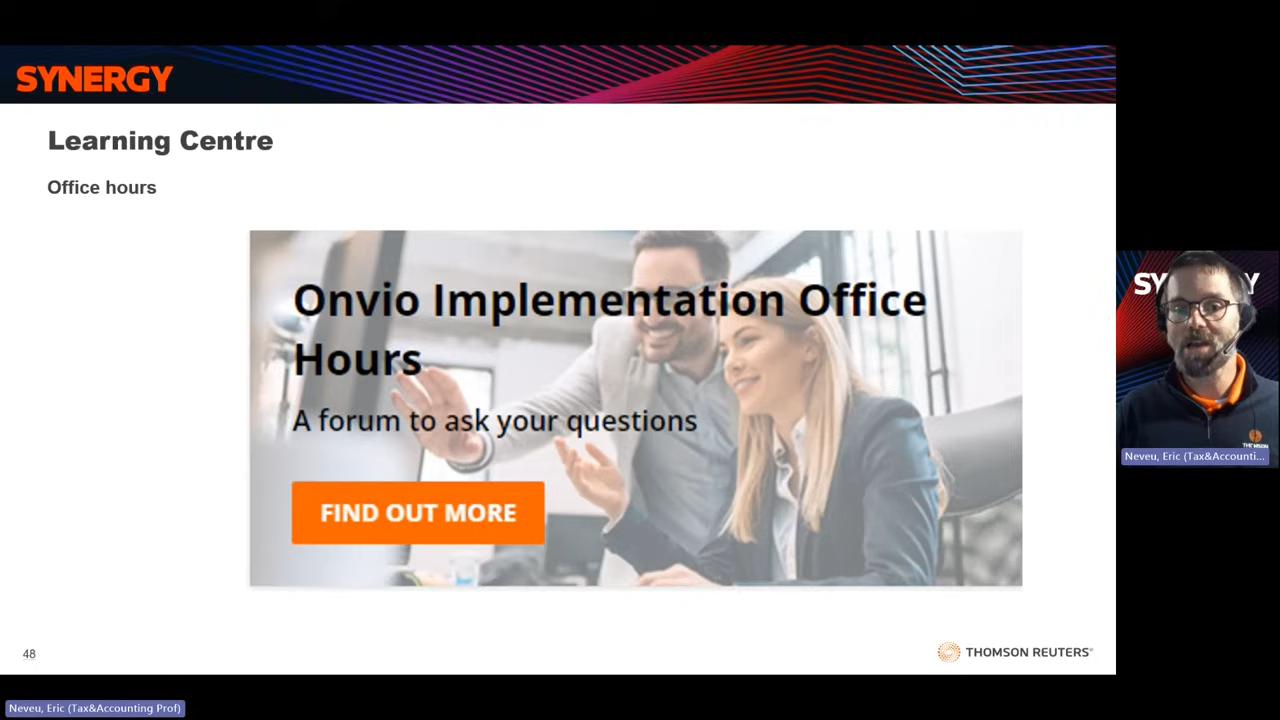 SYNERGY
Learning Centre
Office hours
Onvio Implementation Office
Hours
A forum to ask your questions
FIND OUT MORE
48
THOMSON REUTERS®
SY
Y
Neveu, Eric (Tax&Accounti...
Neveu, Eric (Tax&Accounting Prof)